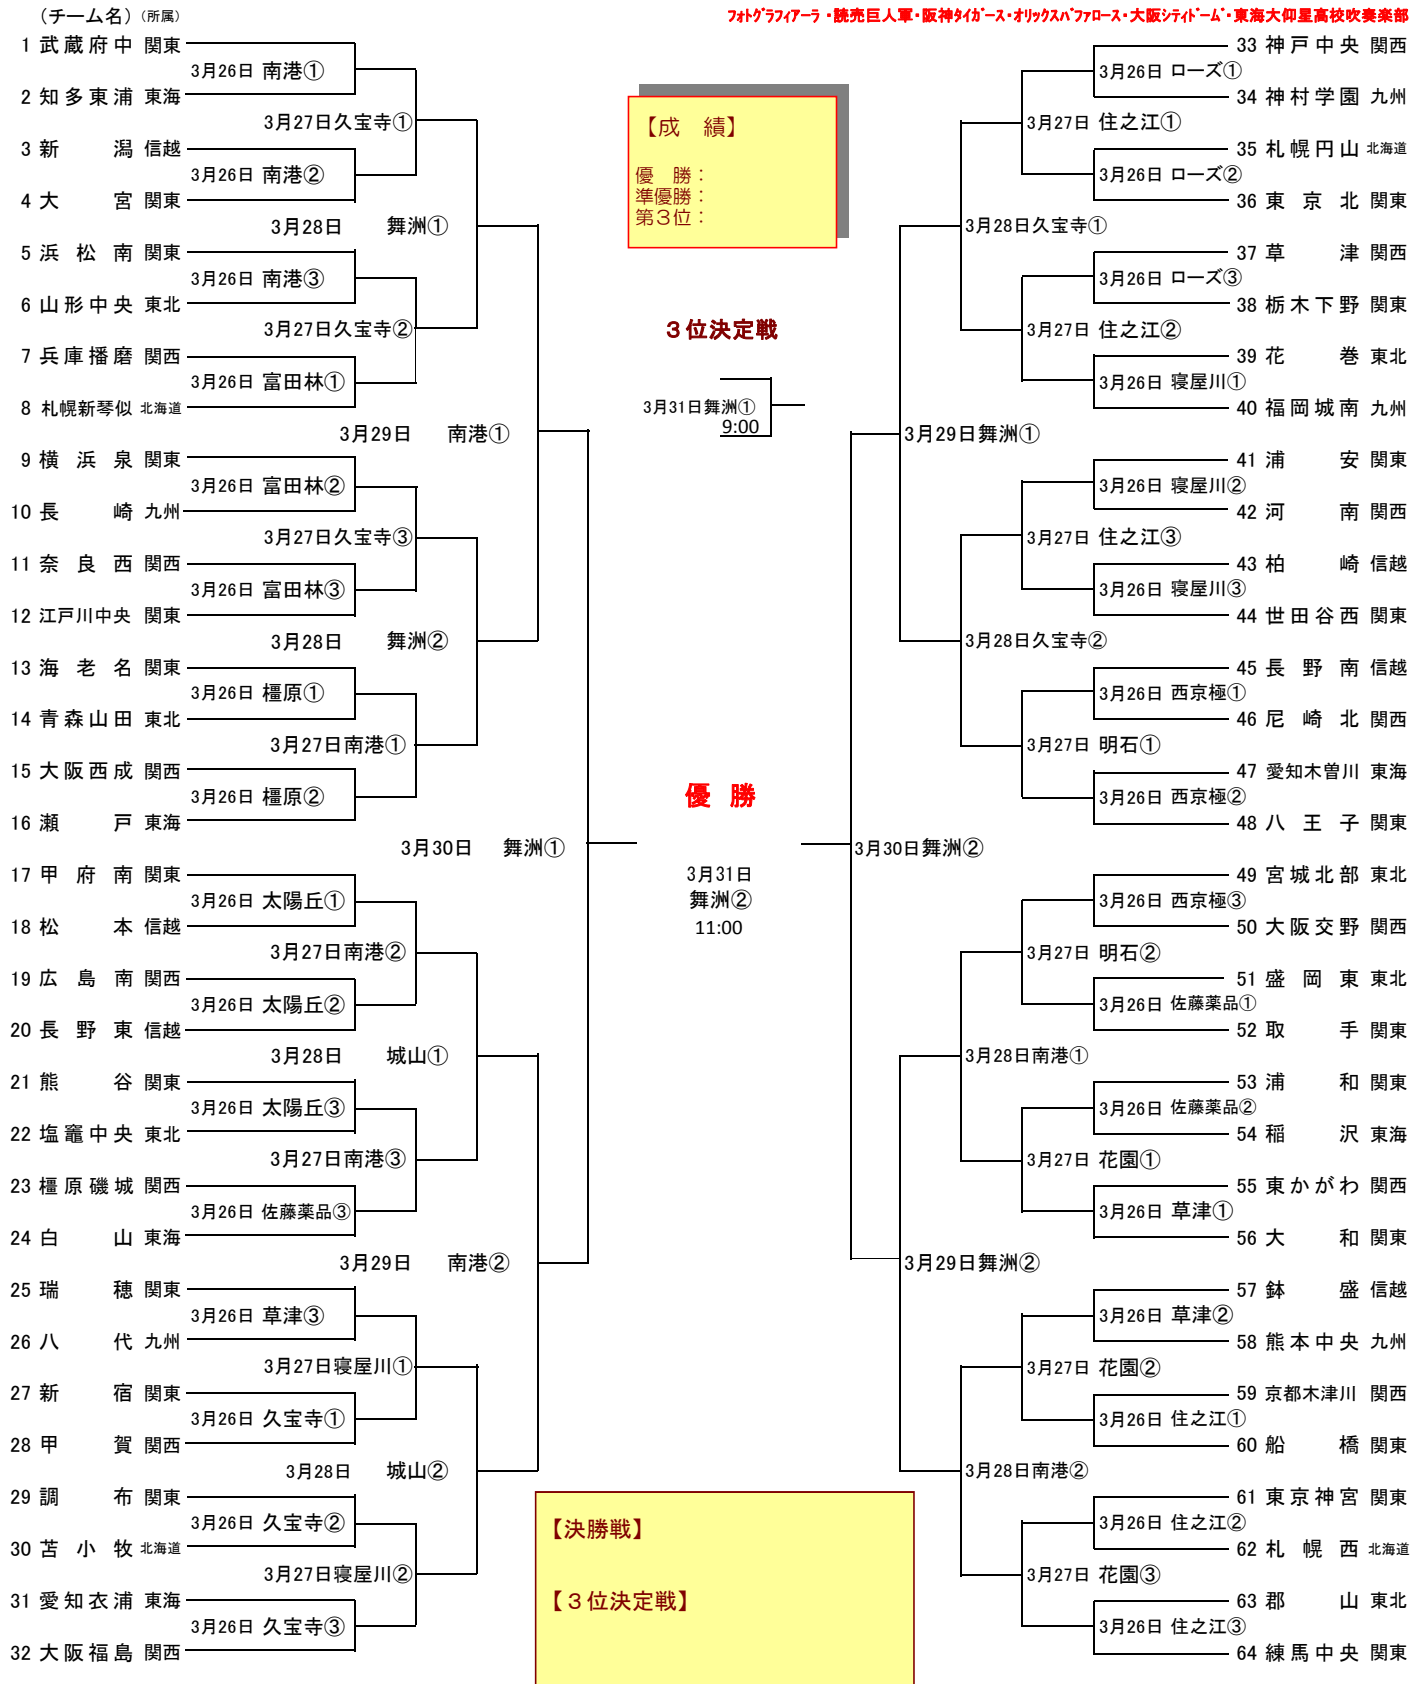 (チーム名) (所属)
フォトグラフィアーラ・読売巨人軍・阪神タイガース・オリックスバファローズ・大阪シティドーム・東海大仰星高校吹奏楽部
1 武蔵府中 関東
3月26日 南港①
2 知多東浦 東海
3月27日久宝寺①
3 新潟 信越
3月26日 南港②
4 大宮 関東
3月28日 舞洲①
5 浜松南 関東
3月26日 南港③
6 山形中央 東北
3月27日久宝寺②
7 兵庫播磨 関西
3月26日 富田林①
8 札幌新琴似 北海道
3月29日 南港①
9 横浜泉 関東
3月26日 富田林②
10 長崎 九州
3月27日久宝寺③
11 奈良西 関西
3月26日 富田林③
12 江戸川中央 関東
3月28日 舞洲②
13 海老名 関東
3月26日 橿原①
14 青森山田 東北
3月27日南港①
15 大阪西成 関西
3月26日 橿原②
16 瀬戸 東海
3月30日 舞洲①
17 甲府南 関東
3月26日 太陽丘①
18 松本 信越
3月27日南港②
19 広島南 関西
3月26日 太陽丘②
20 長野東 信越
3月28日 城山①
21 熊谷 関東
3月26日 太陽丘③
22 塩竈中央 東北
3月27日南港③
23 橿原磯城 関西
3月26日 佐藤薬品③
24 白山 東海
3月29日 南港②
25 瑞穂 関東
3月26日 草津③
26 八代 九州
3月27日寝屋川①
27 新宿 関東
3月26日 久宝寺①
28 甲賀 関西
3月28日 城山②
29 調布 関東
3月26日 久宝寺②
30 苫小牧 北海道
3月27日寝屋川②
31 愛知衣浦 東海
3月26日 久宝寺③
32 大阪福島 関西
【成 績】
優 勝：
準優勝：
第３位：
３位決定戦
3月31日舞洲①
9:00
優 勝
3月31日
舞洲②
11:00
【決勝戦】
【３位決定戦】
33 神戸中央 関西
3月26日 ローズ①
34 神村学園 九州
3月27日 住之江①
35 札幌円山 北海道
3月26日 ローズ②
36 東京北 関東
3月28日久宝寺①
37 草津 関西
3月26日 ローズ③
38 栃木下野 関東
3月27日 住之江②
39 花巻 東北
3月26日 寝屋川①
40 福岡城南 九州
3月29日舞洲①
41 浦安 関東
3月26日 寝屋川②
42 河南 関西
3月27日 住之江③
43 柏崎 信越
3月26日 寝屋川③
44 世田谷西 関東
3月28日久宝寺②
45 長野南 信越
3月26日 西京極①
46 尼崎北 関西
3月27日 明石①
47 愛知木曽川 東海
3月26日 西京極②
48 八王子 関東
3月30日舞洲②
49 宮城北部 東北
3月26日 西京極③
50 大阪交野 関西
3月27日 明石②
51 盛岡東 東北
3月26日 佐藤薬品①
52 取手 関東
3月28日南港①
53 浦和 関東
3月26日 佐藤薬品②
54 稲沢 東海
3月27日 花園①
55 東かがわ 関西
3月26日 草津①
56 大和 関東
3月29日舞洲②
57 鉢盛 信越
3月26日 草津②
58 熊本中央 九州
3月27日 花園②
59 京都木津川 関西
3月26日 住之江①
60 船橋 関東
3月28日南港②
61 東京神宮 関東
3月26日 住之江②
62 札幌西 北海道
3月27日 花園③
63 郡山 東北
3月26日 住之江③
64 練馬中央 関東